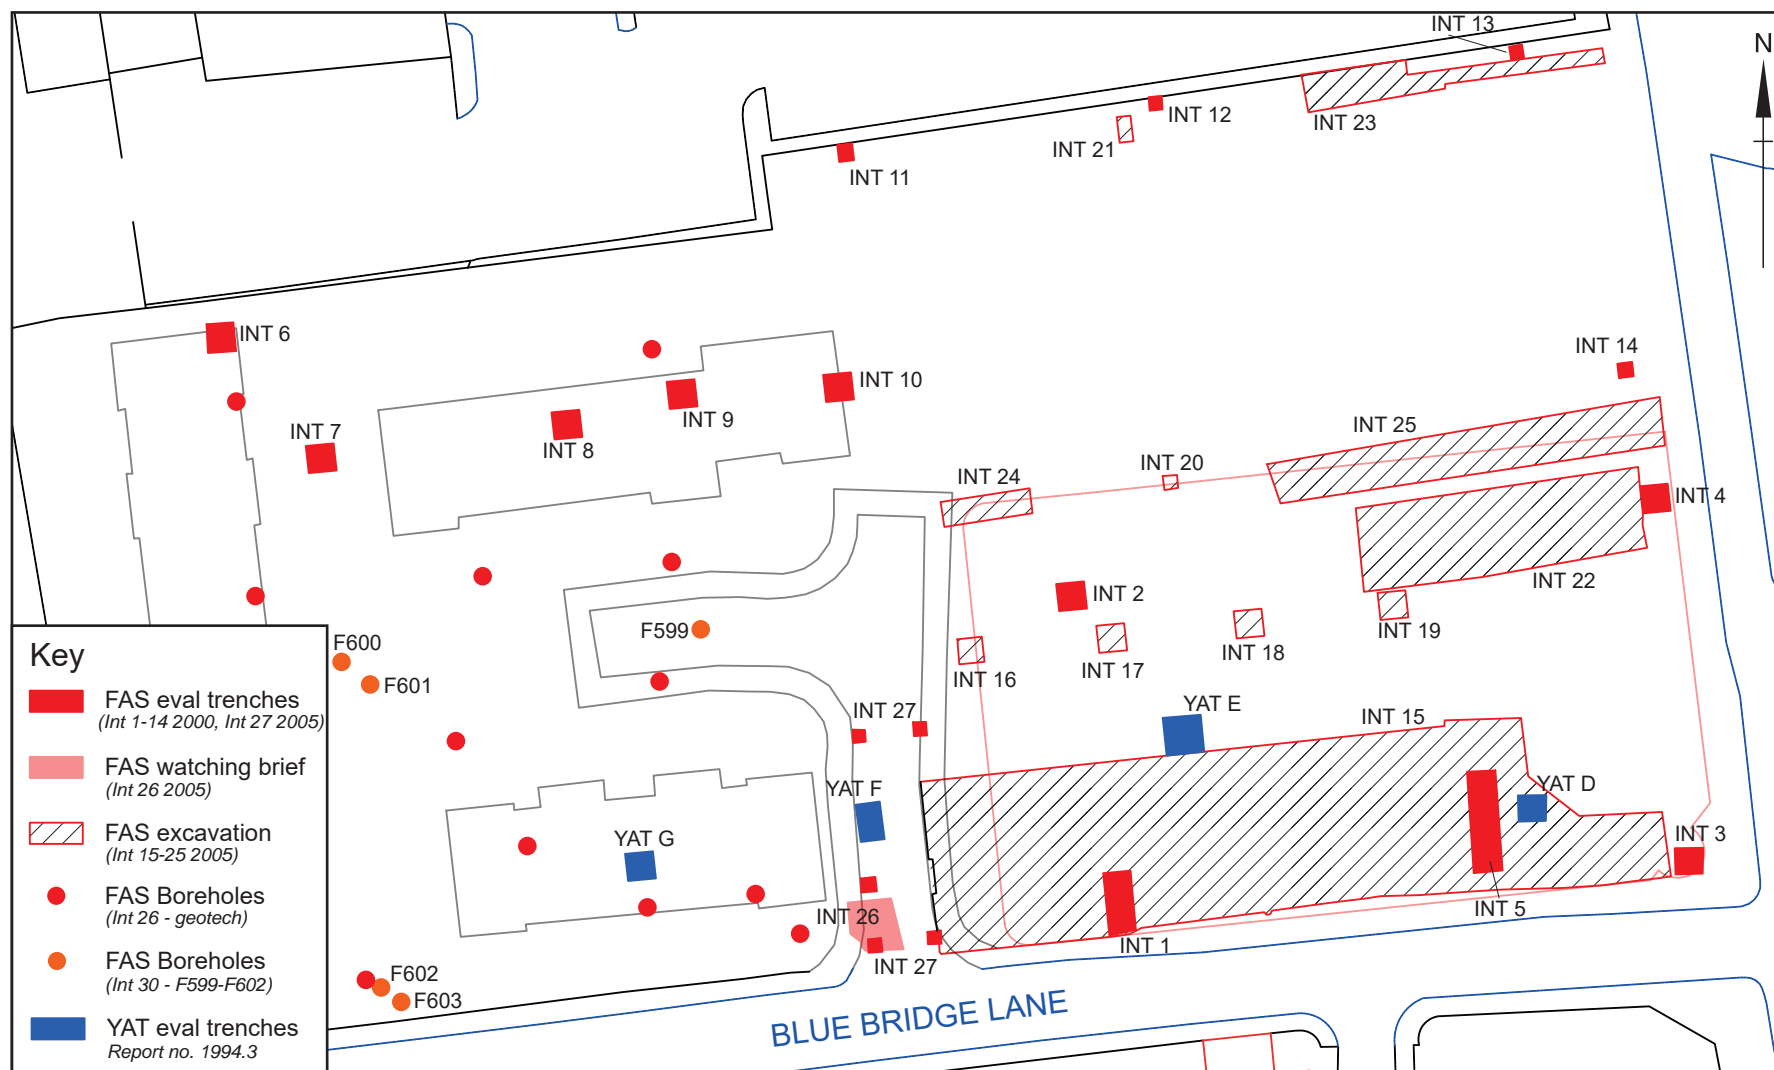 INT 13
N
INT 12
INT 23
INT 21
INT 11
INT 6
INT 14
INT 10
INT 9
INT 7
INT 8
INT 25
INT 20
INT 24
INT 4
INT 22
INT 2
INT 19
INT 18
INT 17
INT 16
F599
F600
F601
YAT E
INT 27
INT 15
YAT F
YAT D
YAT G
INT 3
INT 26
INT 5
INT 1
INT 27
F602
F603
BLUE BRIDGE LANE
Key
FAS eval trenches
(Int 1-14 2000, Int 27 2005)
FAS watching brief
(Int 26 2005)
FAS excavation
(Int 15-25 2005)
FAS Boreholes
(Int 26 - geotech)
FAS Boreholes
(Int 30 - F599-F602)
YAT eval trenches
Report no. 1994.3